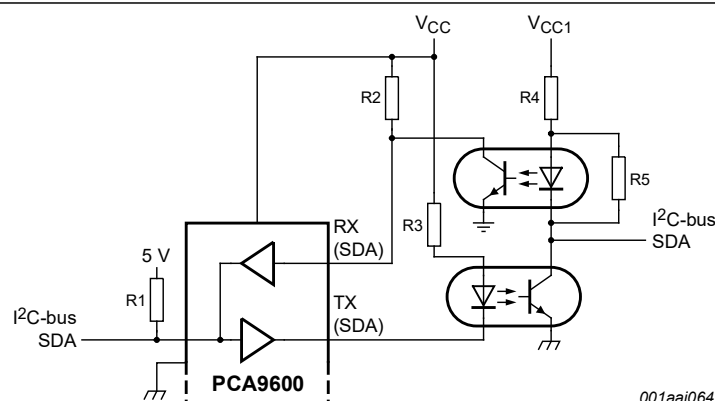 VCC
VCC1
R2
R4
R5
R3
RX
(SDA)
I2C-bus
SDA
5 V
R1
TX
(SDA)
I2C-bus
SDA
PCA9600
001aai064